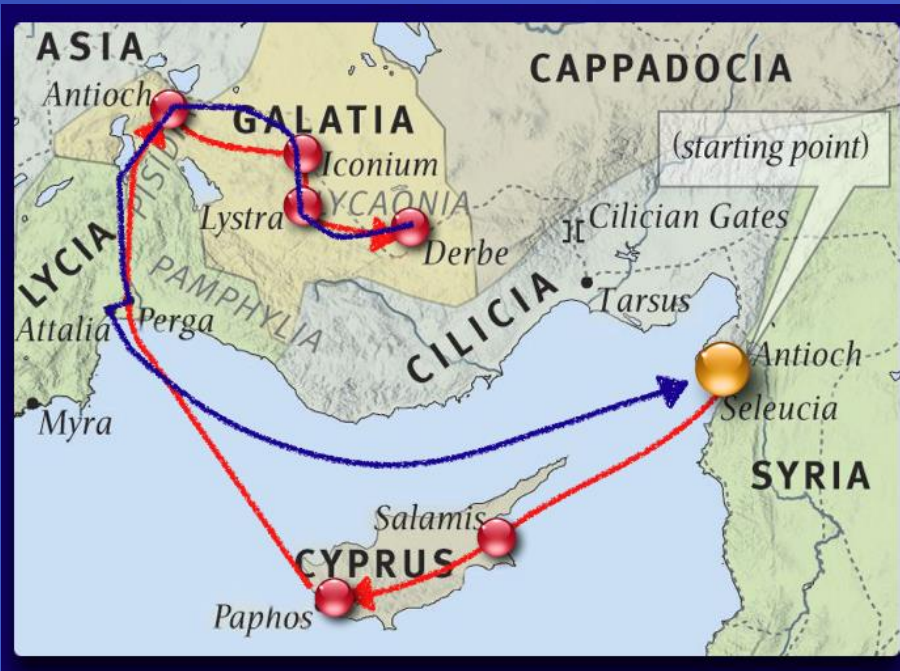 ASIA
CAPPADOCIA
Antioch
GALATIA
(starting point)
Iconium
PISIDIA
LYCAONIA
Lystra
Cilician Gates
Derbe
LYCIA
PAMPHYLIA
CILICIA
Tarsus
Attalia
Perga
Antioch
Myra
Seleucia
SYRIA
Salamis
CYPRUS
Paphos